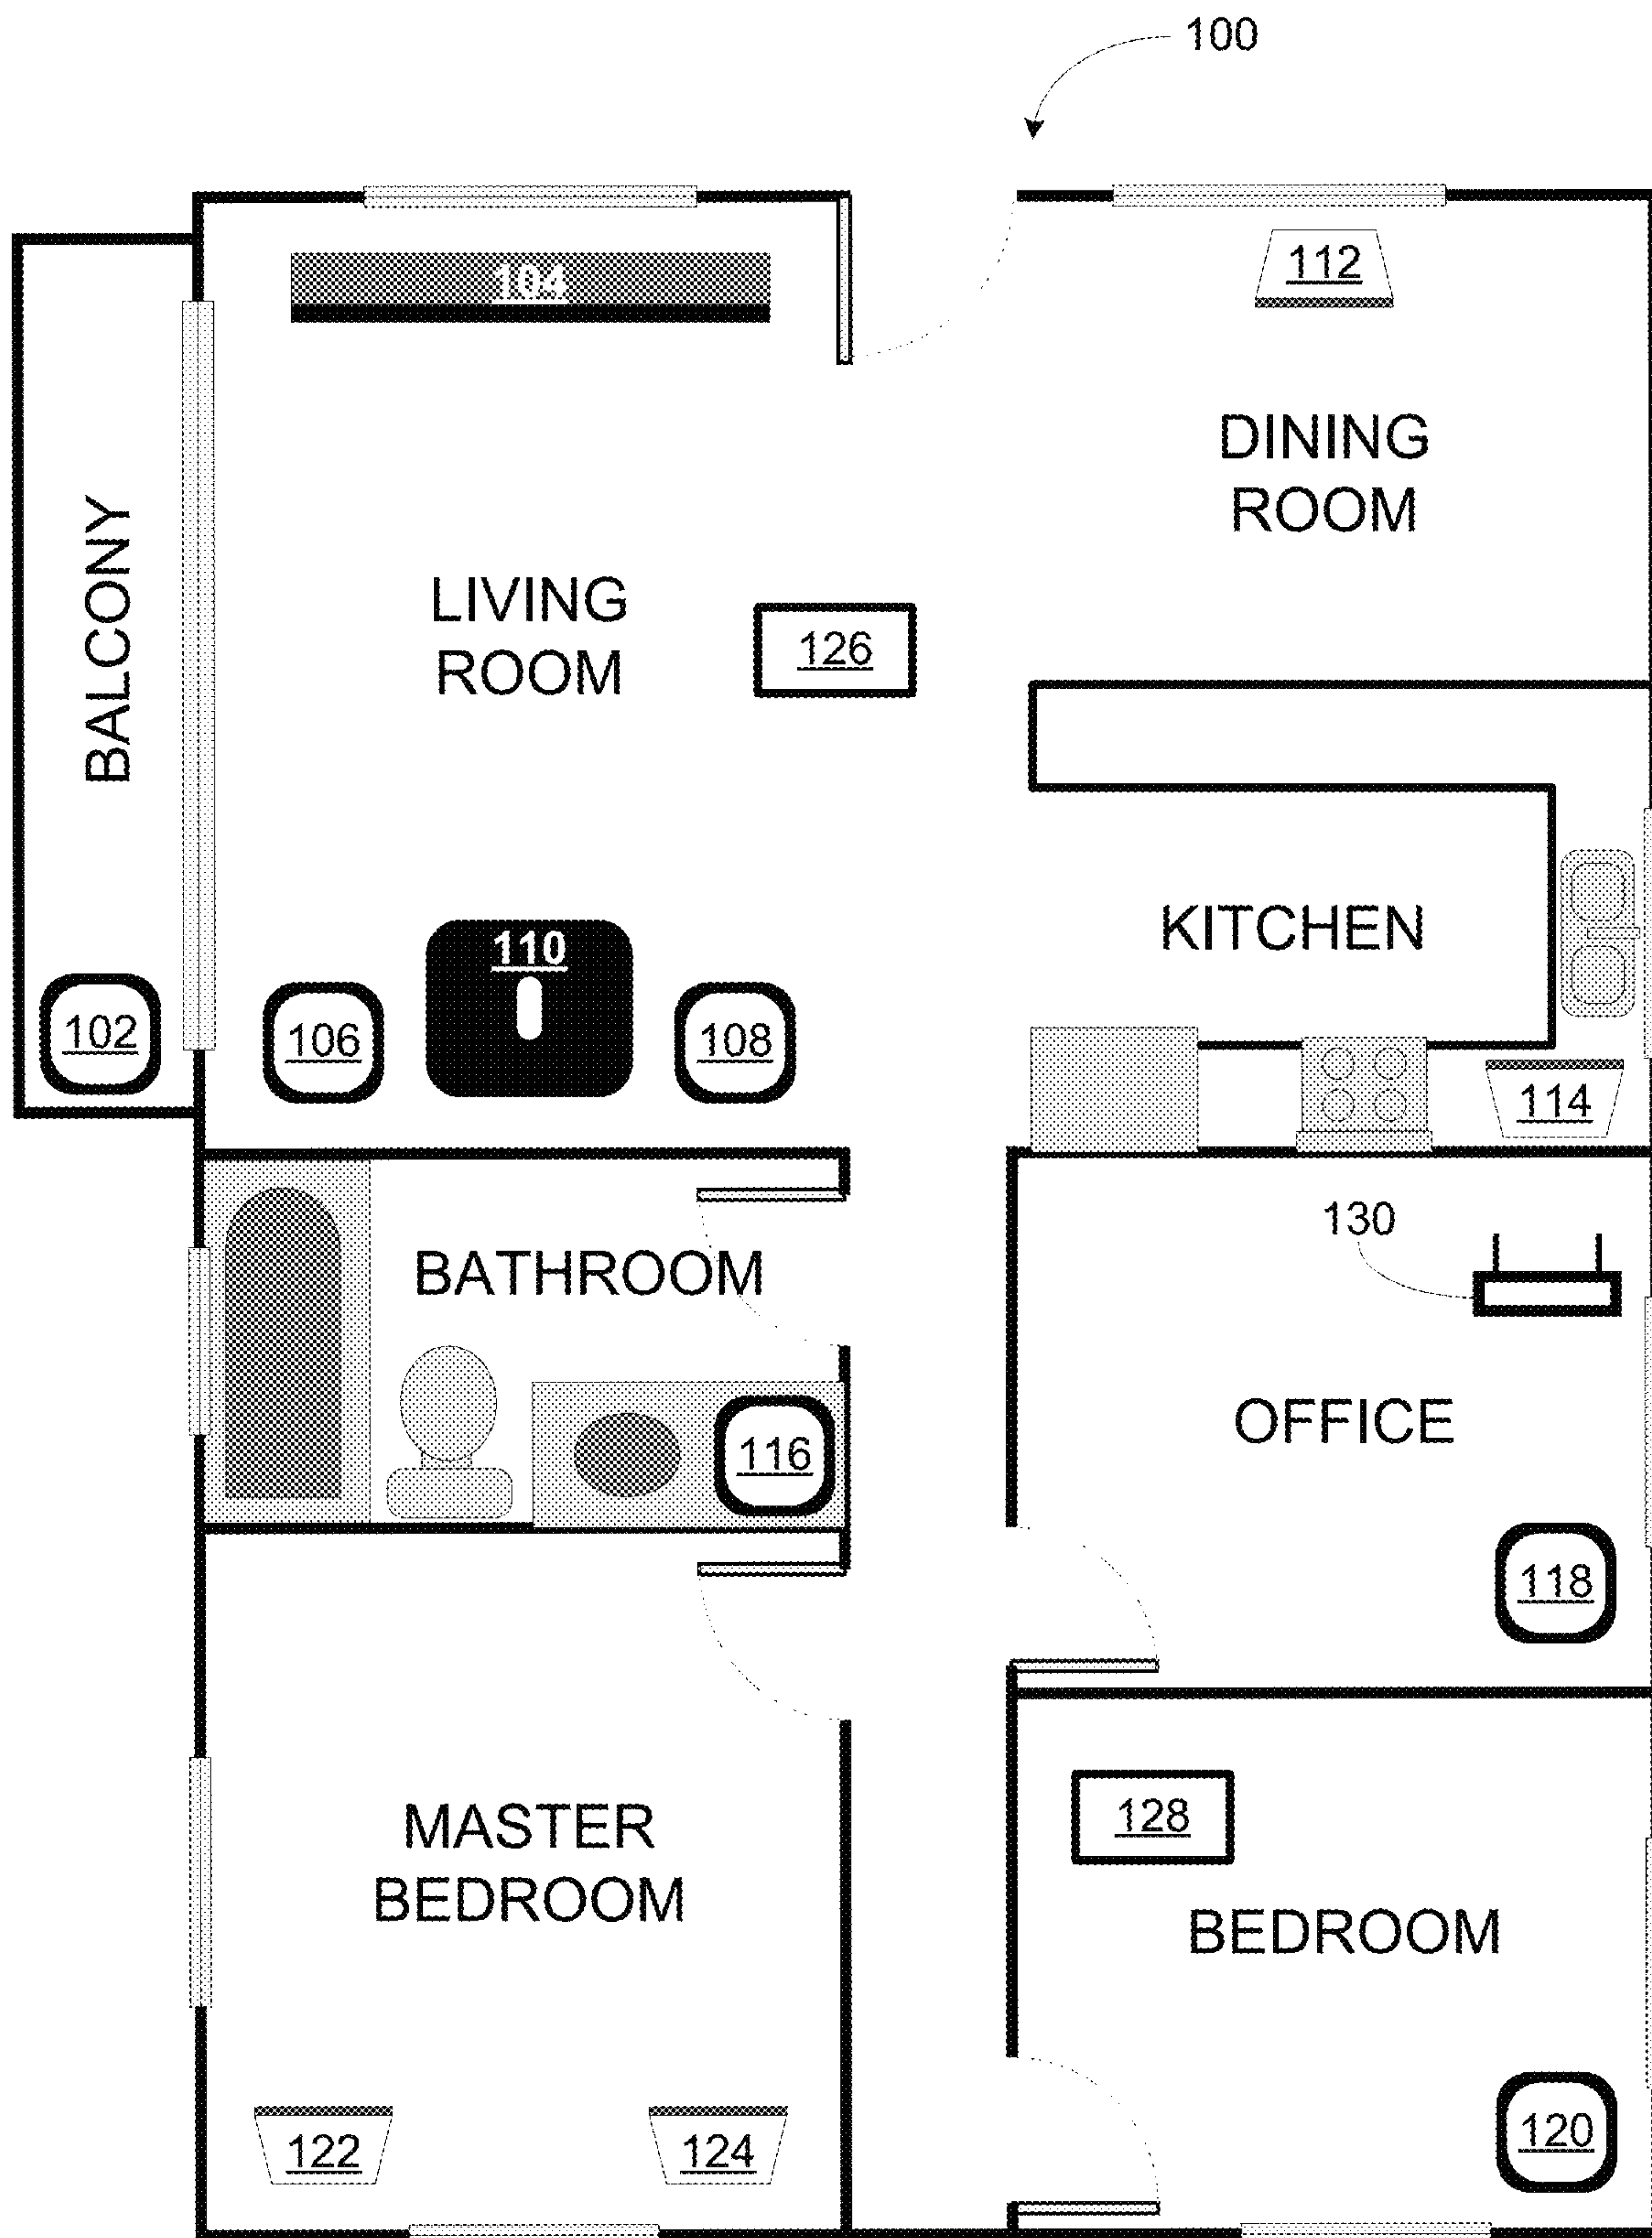 100
104
112
DINING
ROOM
BALCONY
LIVING
ROOM
126
KITCHEN
110
102
106
108
114
130
BATHROOM
OFFICE
116
118
MASTER
BEDROOM
128
BEDROOM
122
124
120